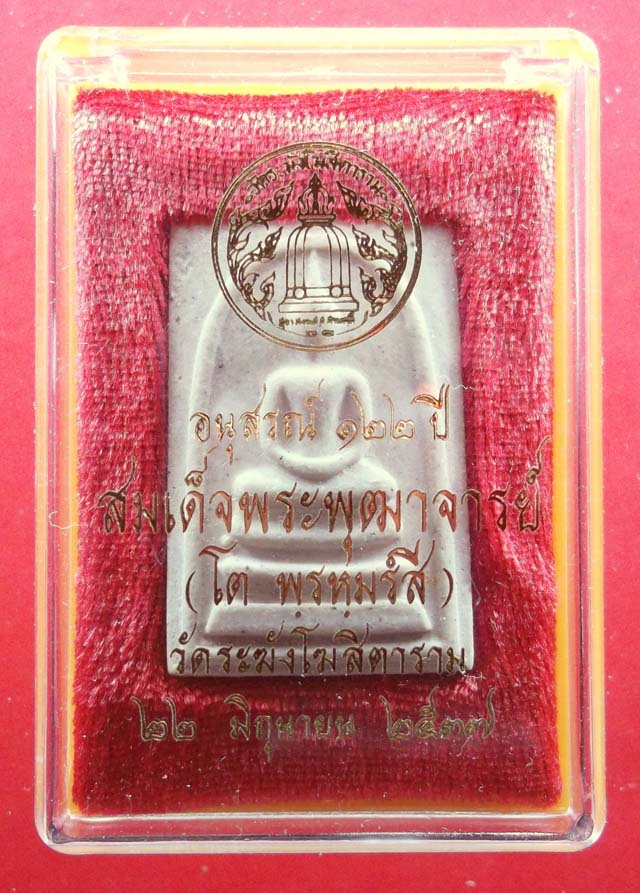 อนุสรณ์ ๑๒๒ ปี
สมเด็จพระพุฒาจารย์
(โต พฺรหฺมรํสี)
วัดระฆังโฆสิตาราม
๒๒ มิถุนายน ๒๕๓๗